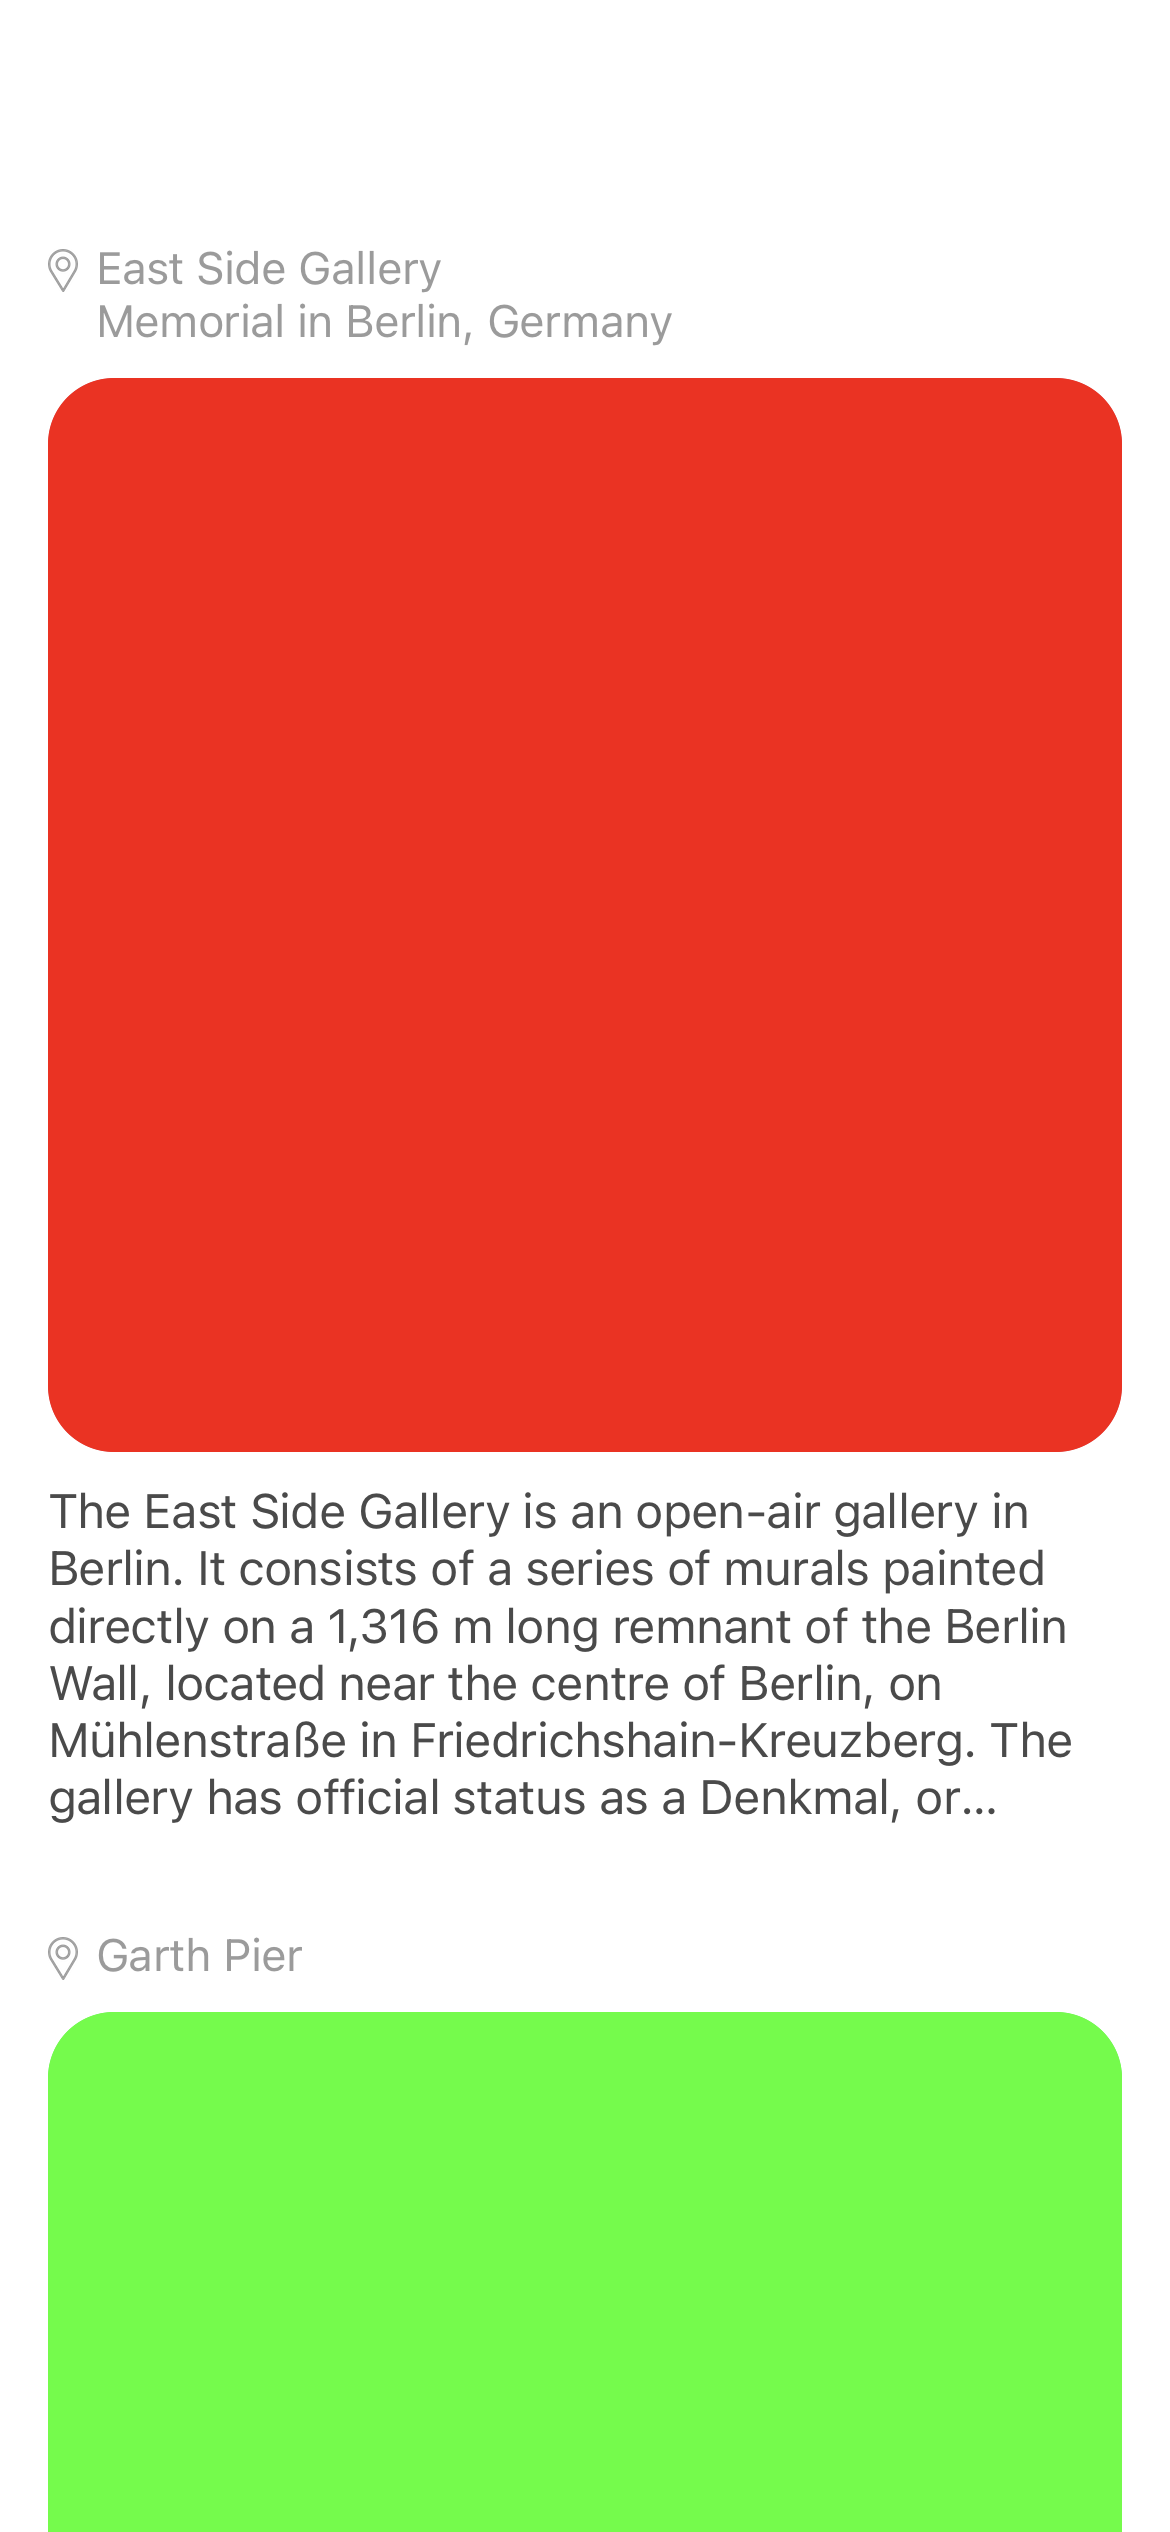 East Side Gallery
Memorial in Berlin, Germany
The East Side Gallery is an open-air gallery in
Berlin. It consists of a series of murals painted
directly on a 1,316 m long remnant of the Berlin
Wall, located near the centre of Berlin, on
Mühlenstraße in Friedrichshain-Kreuzberg. The
gallery has official status as a Denkmal, or...
Garth Pier